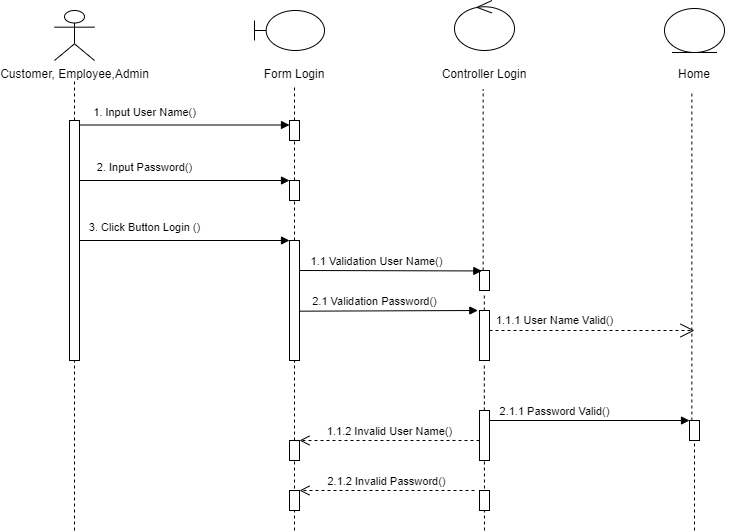 Customer, Employee,Admin
Form Login
Controller Login
Home
1. Input User Name()
2. Input Password()
3. Click Button Login ()
1.1 Validation User Name()
2.1 Validation Password()
1.1.1 User Name Valid()
2.1.1 Password Valid()
1.1.2 Invalid User Name()
2.1.2 Invalid Password()